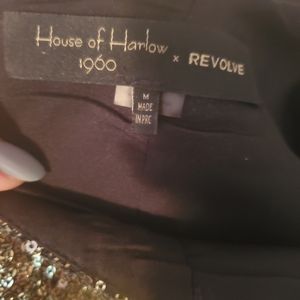 House of Harlow
1960 x REVOLVE
M
MADE
IN PRC